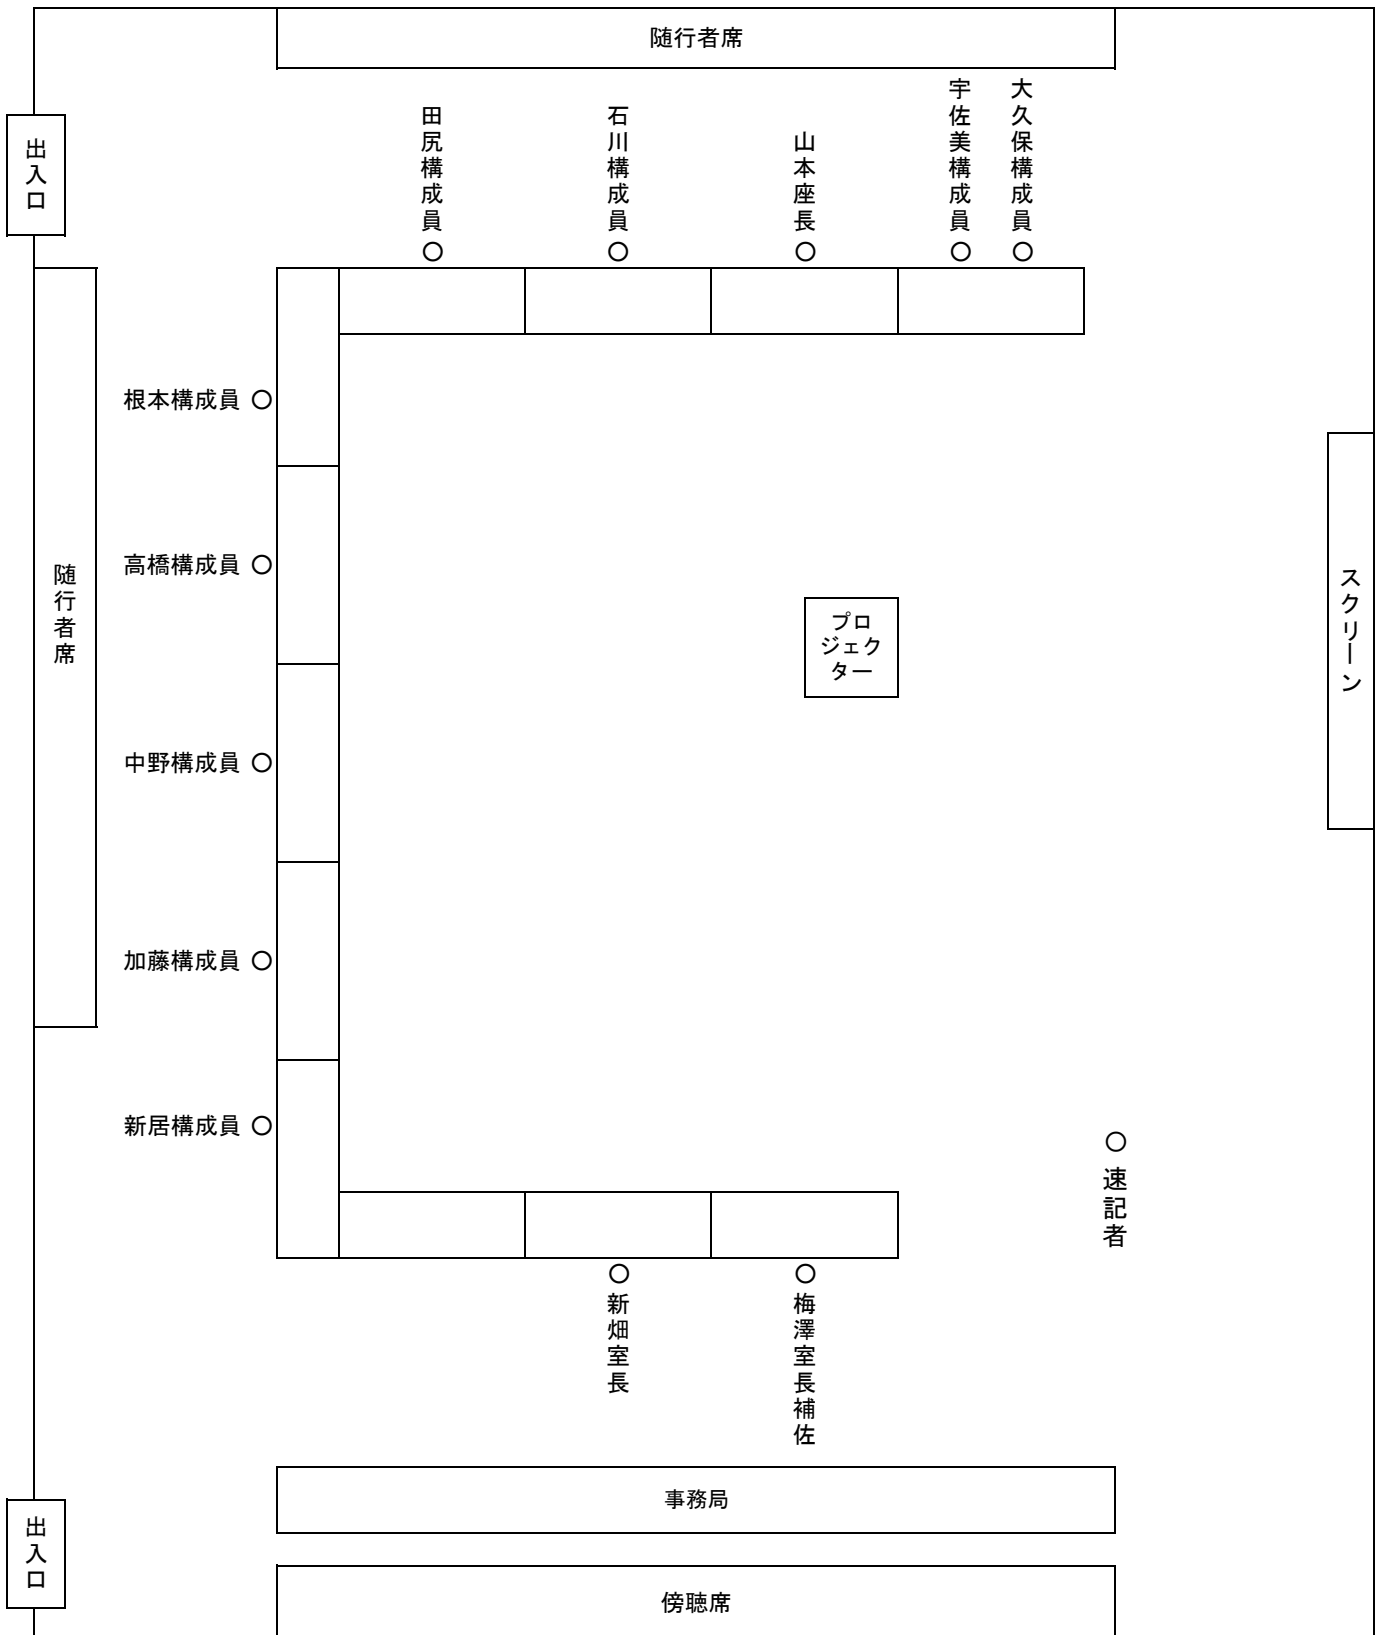 随行者席
大久保構成員
宇佐美構成員
山本座長
石川構成員
田尻構成員
出入口
根本構成員
高橋構成員
中野構成員
加藤構成員
新居構成員
随行者席
プロ
ジェク
ター
スクリーン
速記者
新畑室長
梅澤室長補佐
事務局
出入口
傍聴席